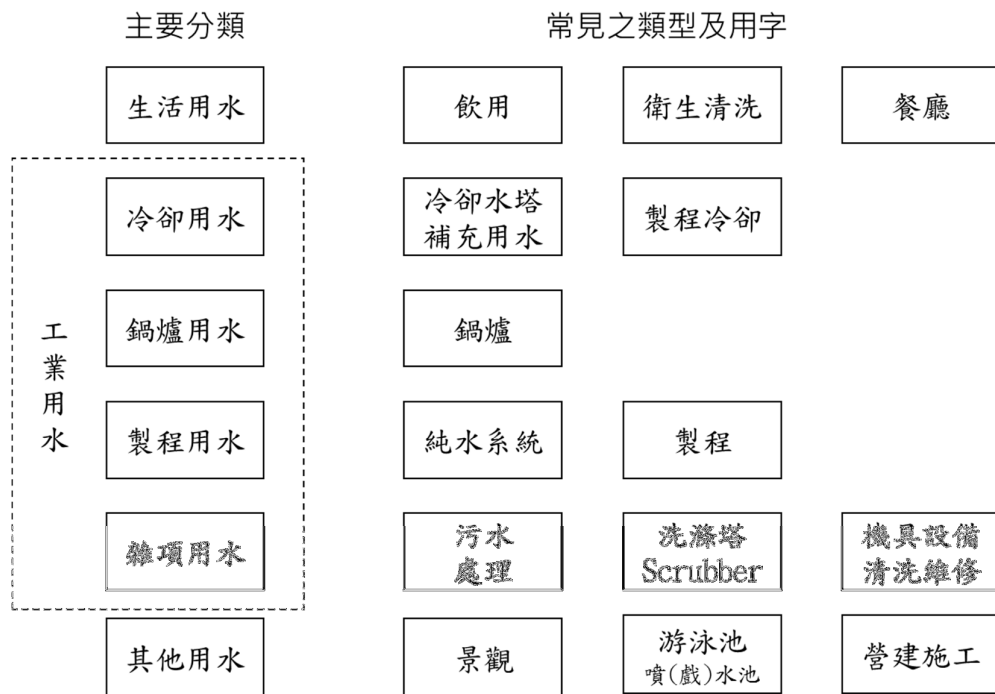 主要分類
常見之類型及用字
生活用水
飲用
衛生清洗
餐廳
工業用水
冷卻用水
冷卻水塔
補充用水
製程冷卻
鍋爐用水
鍋爐
製程用水
純水系統
製程
雜項用水
污水
處理
洗滌塔
Scrubber
機具設備
清洗維修
其他用水
景觀
游泳池
噴(戲)水池
營建施工